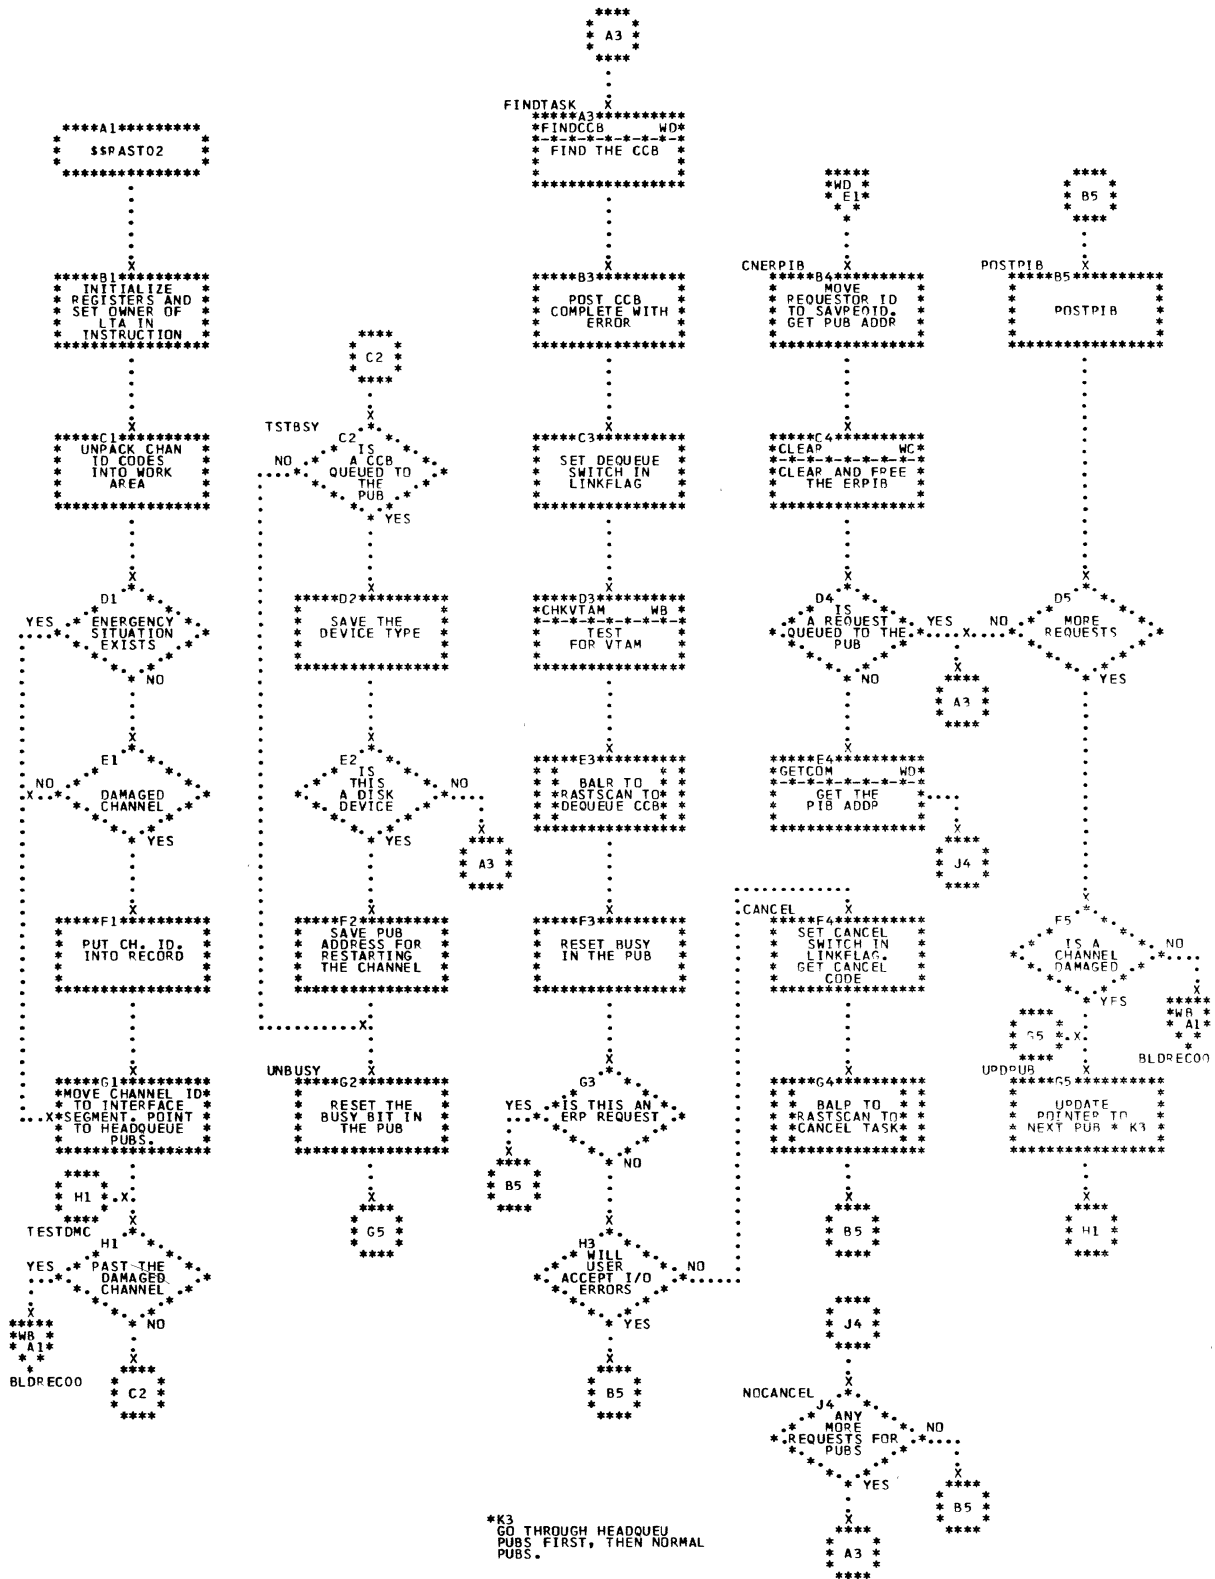 A3
FINDTASK
A3
FINDCCB WD
FIND THE CCB
A1
$$RAST02
WD
E1
B5
B1
INITIALIZE
REGISTERS AND
SET OWNER OF
LTA IN
INSTRUCTION
B3
POST CCB
COMPLETE WITH
ERROR
CNERPIB
B4
MOVE
REQUESTOR ID
TO SAVPEOID.
GET PUB ADDR
POSTPIB
B5
POSTPIB
C2
C1
UNPACK CHAN
ID CODES
INTO WORK
AREA
TSTBSY
C2
IS
A CCB
QUEUED TO
THE
PUB
NO
YES
C3
SET DEQUEUE
SWITCH IN
LINKFLAG
C4
CLEAP WC
CLEAR AND FREE
THE ERPIB
D1
EMERGENCY
SITUATION
EXISTS
YES
NO
D2
SAVE THE
DEVICE TYPE
D3
CHKVTAM WB
TEST
FOR VTAM
D4
IS
A REQUEST
QUEUED TO THE
PUB
YES
NO
A3
D5
MORE
REQUESTS
NO
YES
E1
DAMAGED
CHANNEL
NO
YES
E2
IS
THIS
A DISK
DEVICE
NO
YES
A3
E3
BALR TO
RASTSCAN TO
DEQUEUE CCB
E4
GETCOM WD
GET THE
PIB ADDP
J4
F1
PUT CH. ID.
INTO RECORD
F2
SAVE PUB
ADDRESS FOR
RESTARTING
THE CHANNEL
F3
RESET BUSY
IN THE PUB
CANCEL
F4
SET CANCEL
SWITCH IN
LINKFLAG.
GET CANCEL
CODE
F5
IS A
CHANNEL
DAMAGED
NO
YES
WB
A1
BLDREC00
G5
G1
MOVE CHANNEL ID
TO INTERFACE
SEGMENT. POINT
TO HEADQUEUE
PUBS.
UNBUSY
G2
RESET THE
BUSY BIT IN
THE PUB
G3
IS THIS AN
ERP REQUEST
YES
NO
B5
G4
BALP TO
RASTSCAN TO
CANCEL TASK
UPDPUB
G5
UPDATE
POINTER TO
NEXT PUB * K3
H1
TESTDMC
H1
PAST THE
DAMAGED
CHANNEL
YES
NO
WB
A1
BLDREC00
C2
G5
H3
WILL
USER
ACCEPT I/O
ERRORS
NO
YES
B5
B5
H1
J4
NOCANCEL
J4
ANY
MORE
REQUESTS FOR
PUBS
NO
YES
B5
A3
*K3
GO THROUGH HEADQUEU
PUBS FIRST, THEN NORMAL
PUBS.